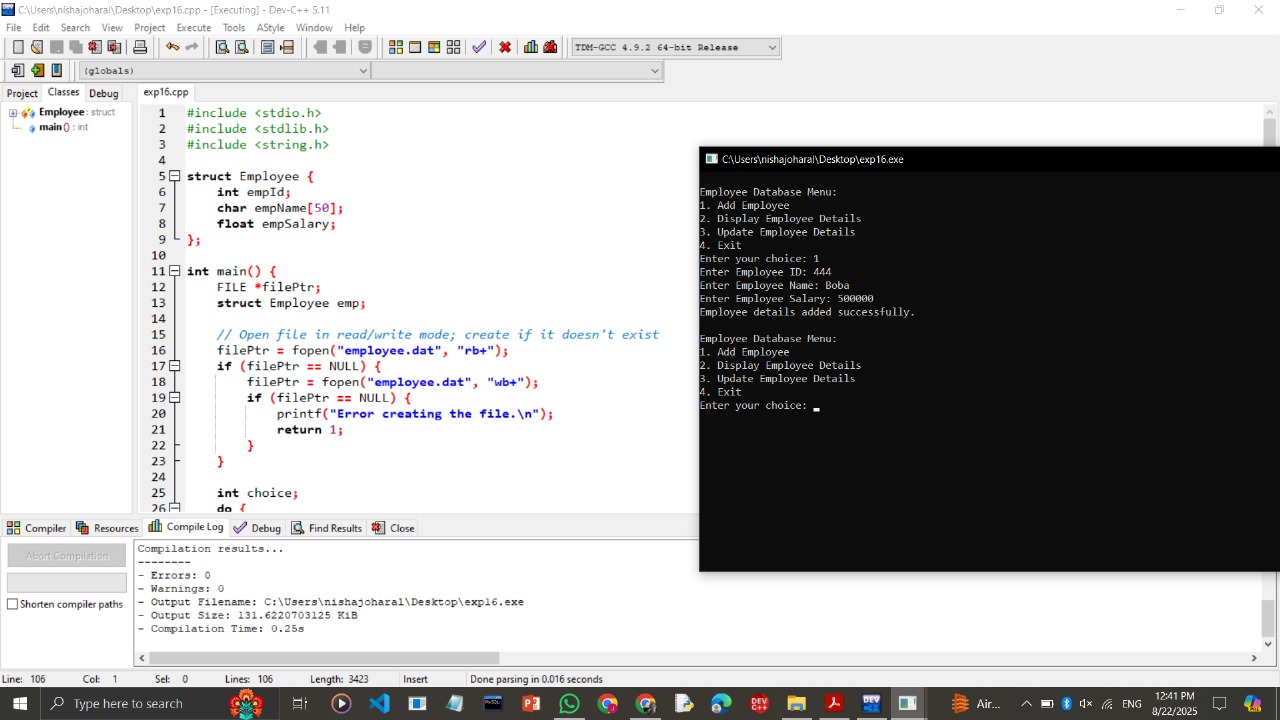 C:\Users\nishajoharal\Desktop\exp16.cpp - [Executing] - Dev-C++ 5.11
File Edit Search View Project Execute Tools AStyle Window Help
TDM-GCC 4.9.2 64-bit Release
(globals)
Project Classes Debug
exp16.cpp
Employee : struct
main () : int
1 #include <stdio.h>
2 #include <stdlib.h>
3 #include <string.h>
4
5 struct Employee {
6 int empId;
7 char empName[50];
8 float empSalary;
9 };
10
11 int main() {
12 FILE *filePtr;
13 struct Employee emp;
14
15 // Open file in read/write mode; create if it doesn't exist
16 filePtr = fopen("employee.dat", "rb+");
17 if (filePtr == NULL) {
18 filePtr = fopen("employee.dat", "wb+");
19 if (filePtr == NULL) {
20 printf("Error creating the file.\n");
21 return 1;
22 }
23 }
24
25 int choice;
26 do {
C:\Users\nishajoharal\Desktop\exp16.exe
Employee Database Menu:
1. Add Employee
2. Display Employee Details
3. Update Employee Details
4. Exit
Enter your choice: 1
Enter Employee ID: 444
Enter Employee Name: Boba
Enter Employee Salary: 500000
Employee details added successfully.
Employee Database Menu:
1. Add Employee
2. Display Employee Details
3. Update Employee Details
4. Exit
Enter your choice:
Compiler Resources Compile Log Debug Find Results Close
Abort Compilation
Shorten compiler paths
Compilation results...
--------
- Errors: 0
- Warnings: 0
- Output Filename: C:\Users\nishajoharal\Desktop\exp16.exe
- Output Size: 131.6220703125 KiB
- Compilation Time: 0.25s
Line: 106 Col: 1 Sel: 0 Lines: 106 Length: 3423 Insert Done parsing in 0.016 seconds
Type here to search
Air...
ENG
12:41 PM
8/22/2025